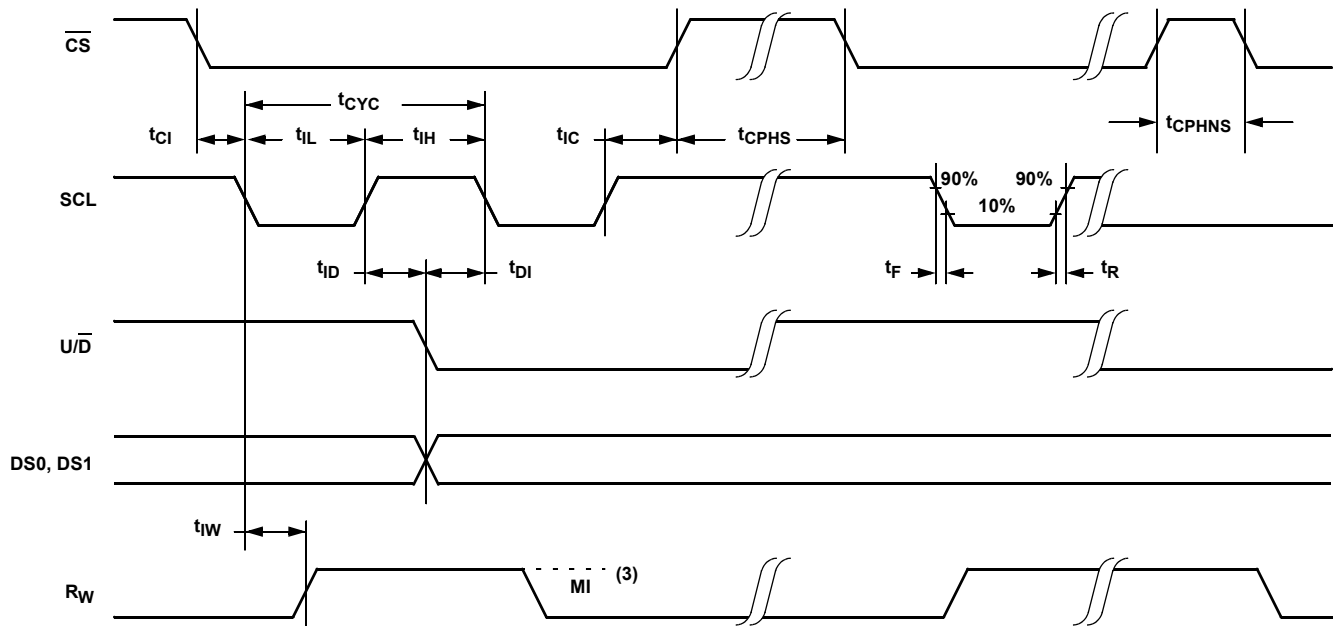 CS
tCYC
tCI tIL tIH tIC tCPHS tCPHNS
SCL
90% 90%
10%
tID tDI tF tR
U/D
DS0, DS1
tIW
(3)
MI
RW